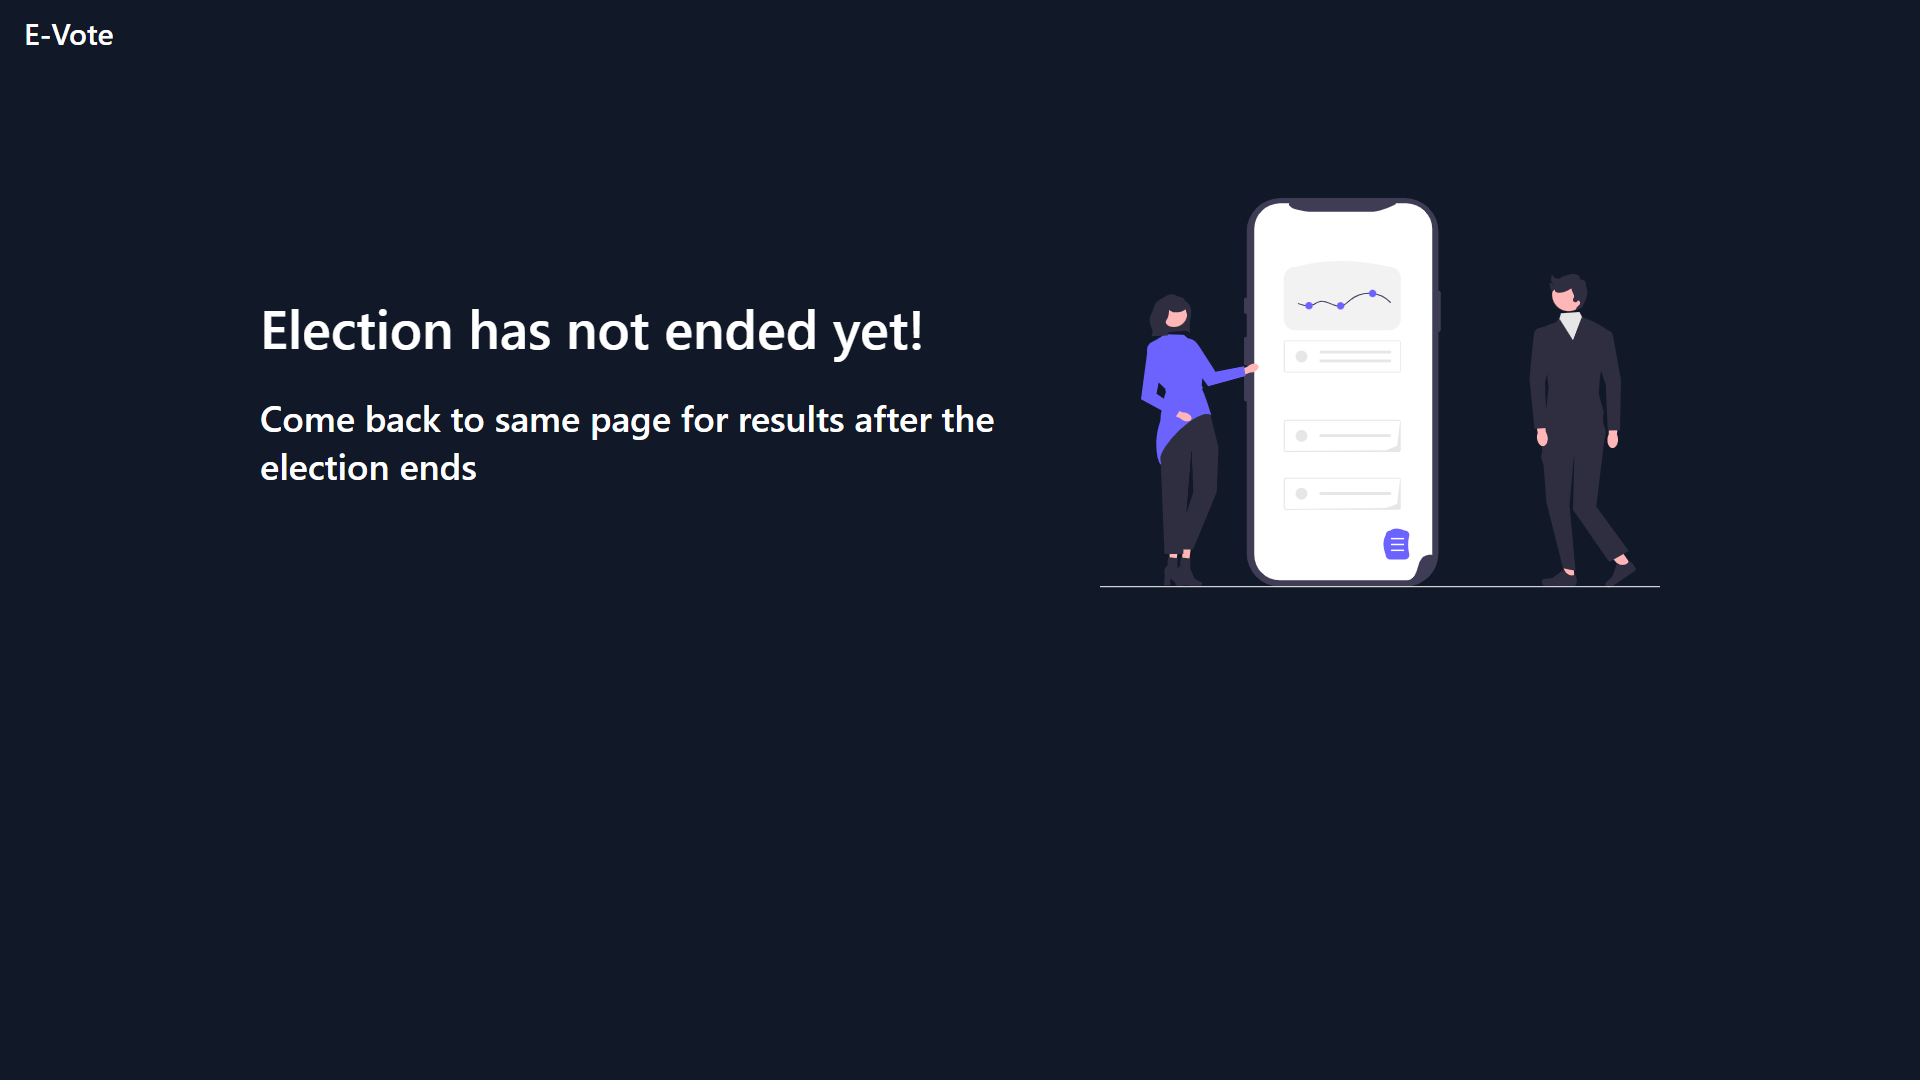 E-Vote
Election has not ended yet!
Come back to same page for results after the
election ends